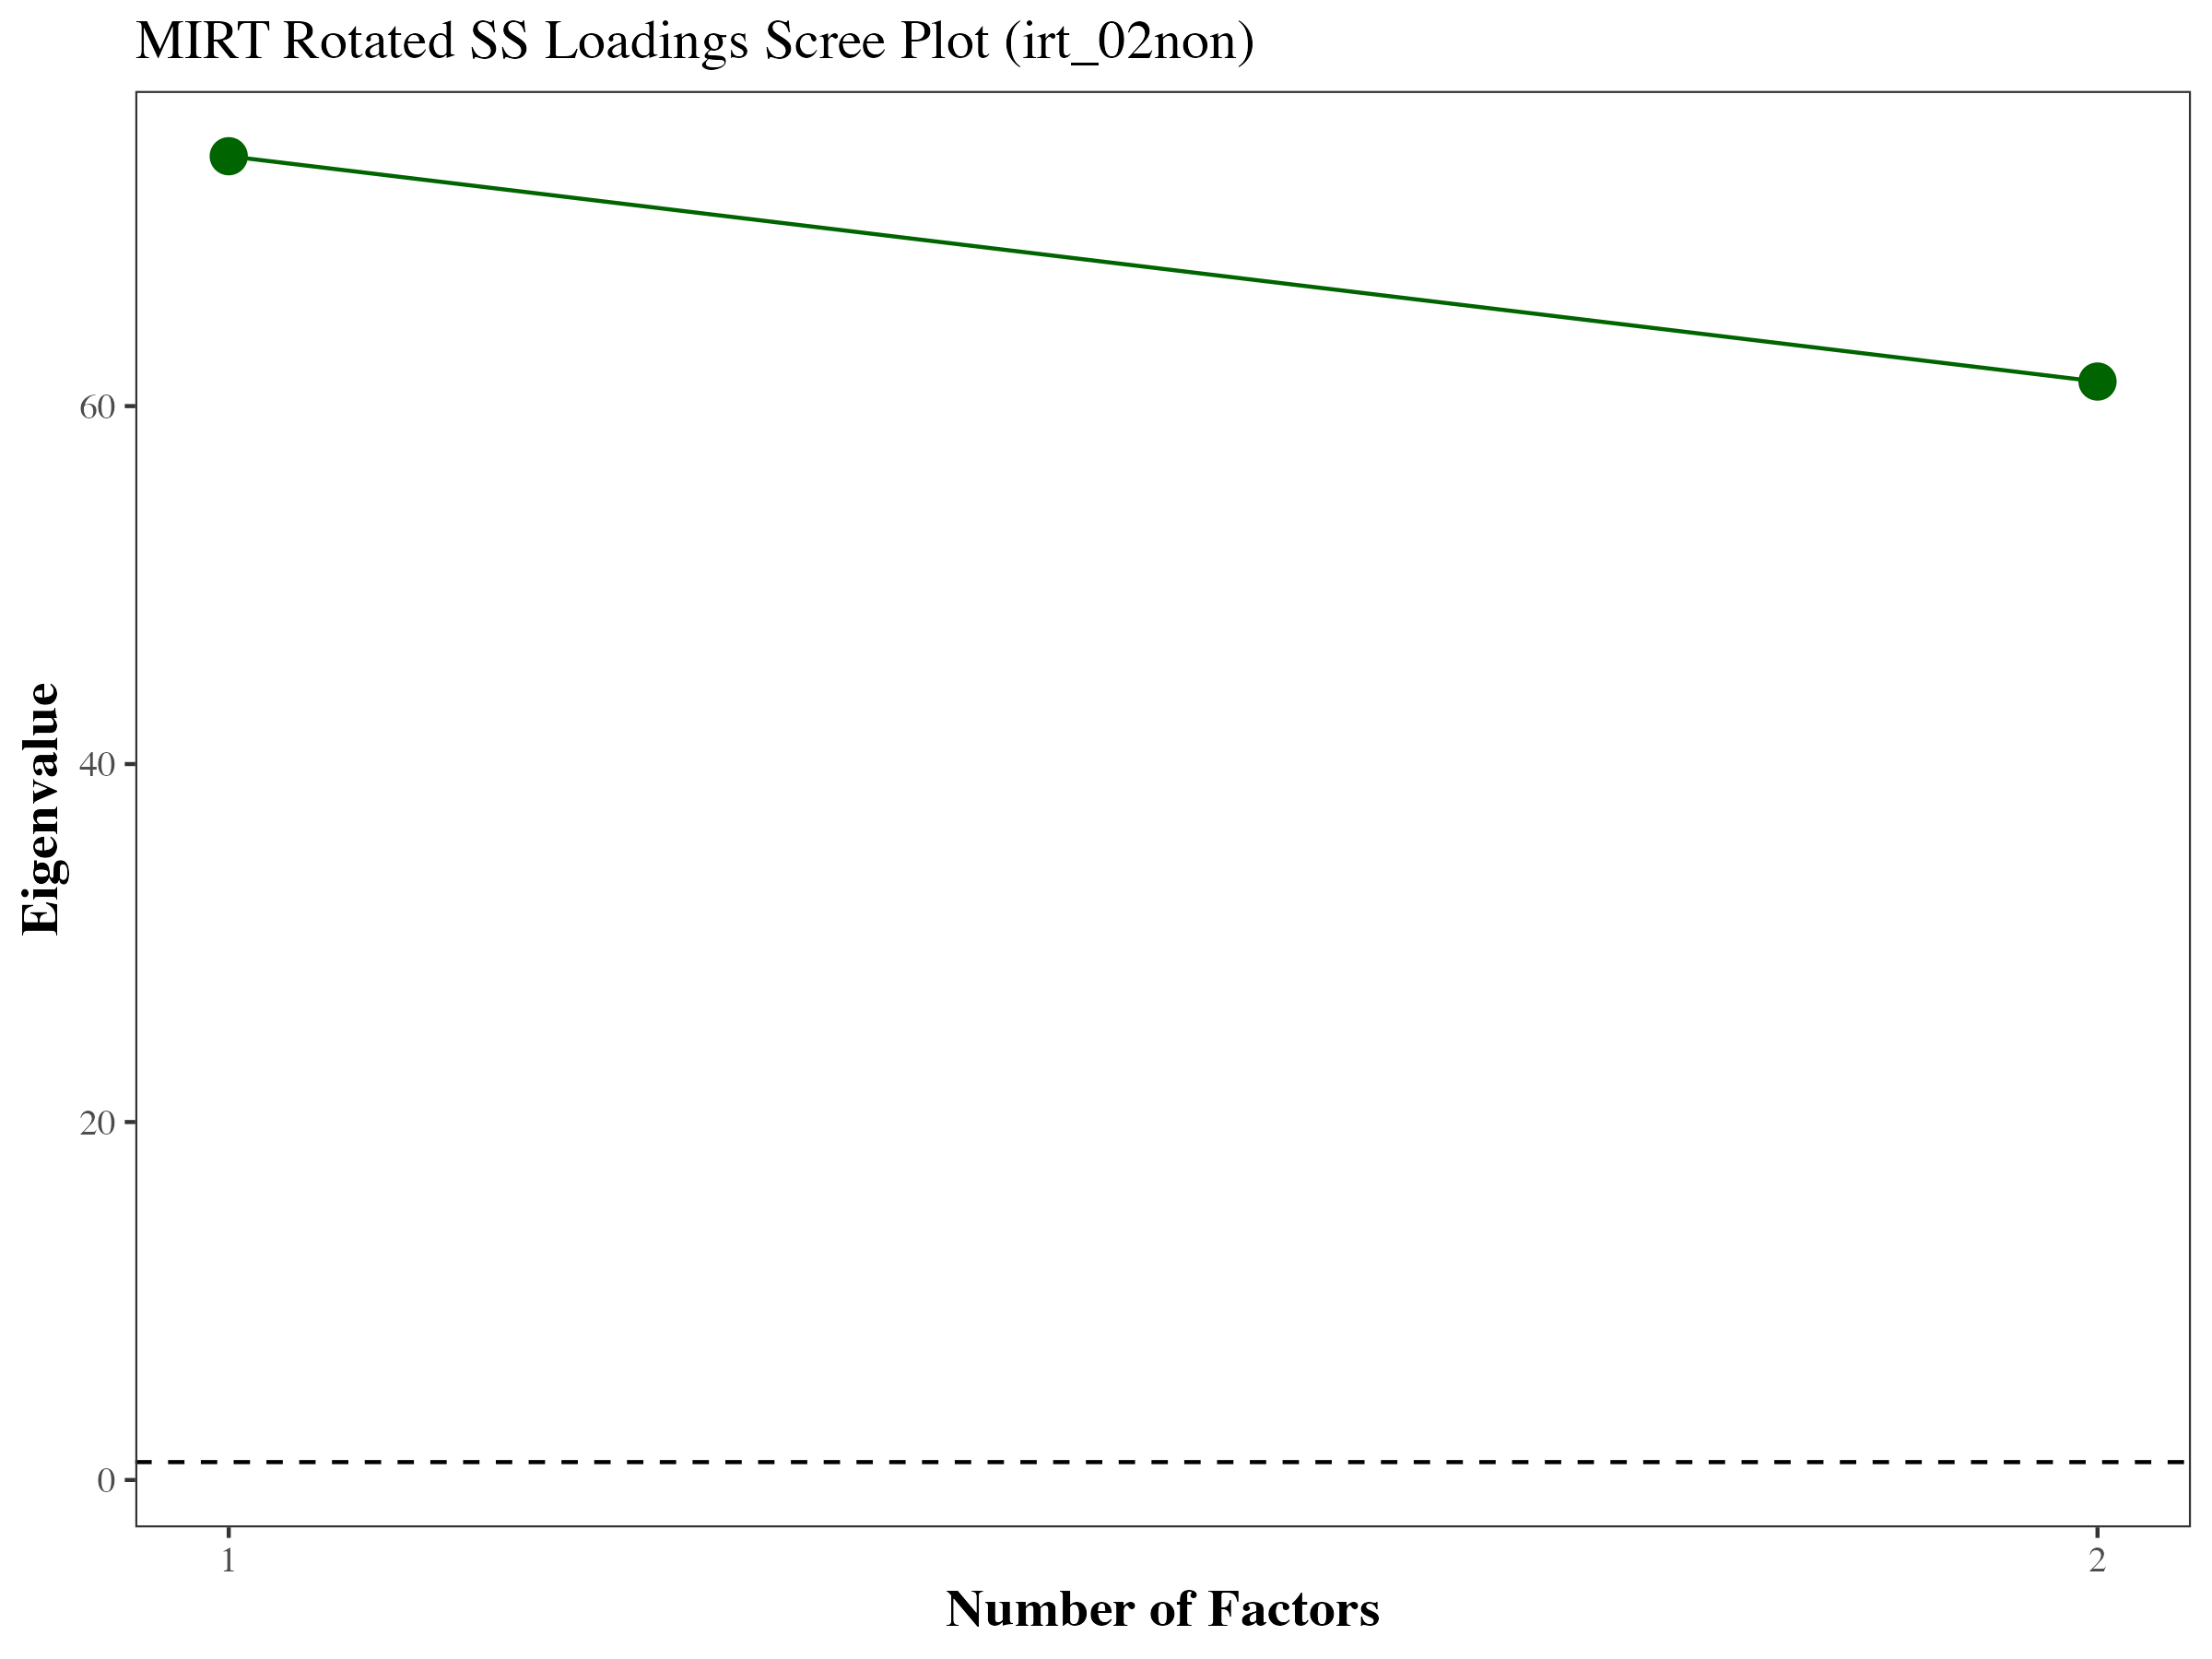 MIRT Rotated SS Loadings Scree Plot (irt_02non)
Eigenvalue
60
40
20
0
1
2
Number of Factors